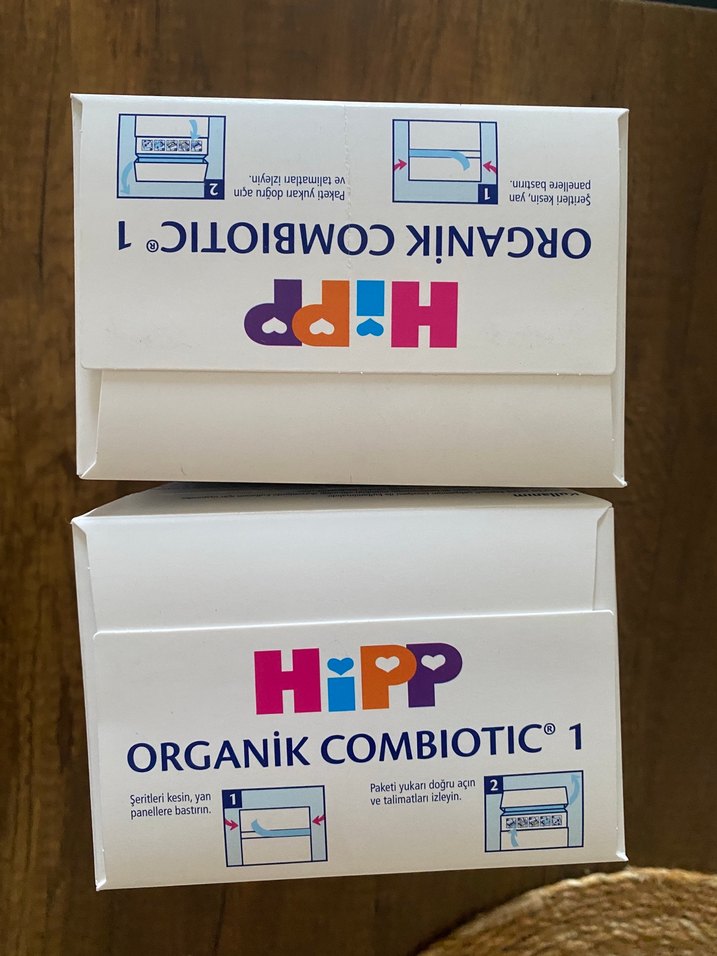 HiPP
ORGANİK COMBIOTIC® 1
1
Şeritleri kesin, yan
panellere bastırın.
2
Paketi yukarı doğru açın
ve talimatları izleyin.
Kullanım
HiPP
ORGANİK COMBIOTIC® 1
Şeritleri kesin, yan
panellere bastırın.
1
Paketi yukarı doğru açın
ve talimatları izleyin.
2